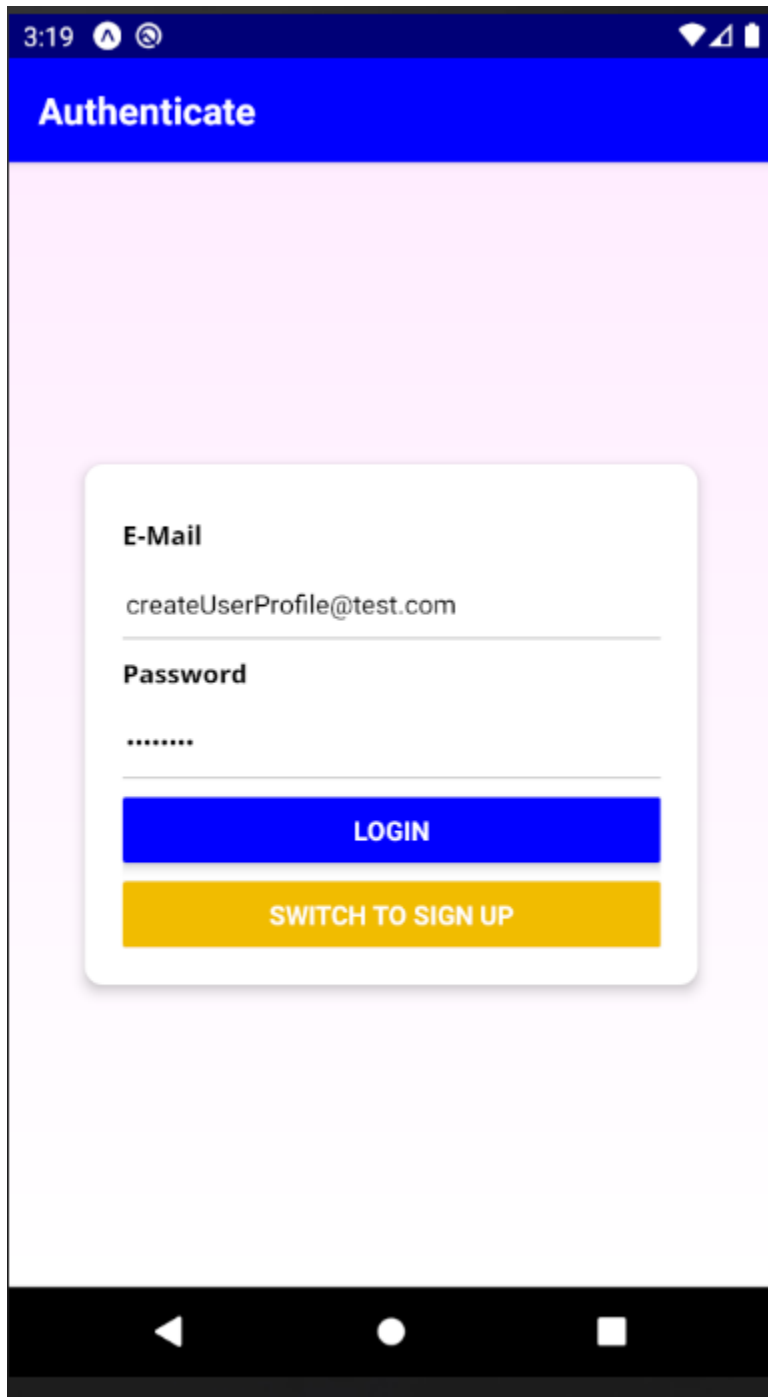 3:19
Authenticate
E-Mail
createUserProfile@test.com
Password
••••••••
LOGIN
SWITCH TO SIGN UP